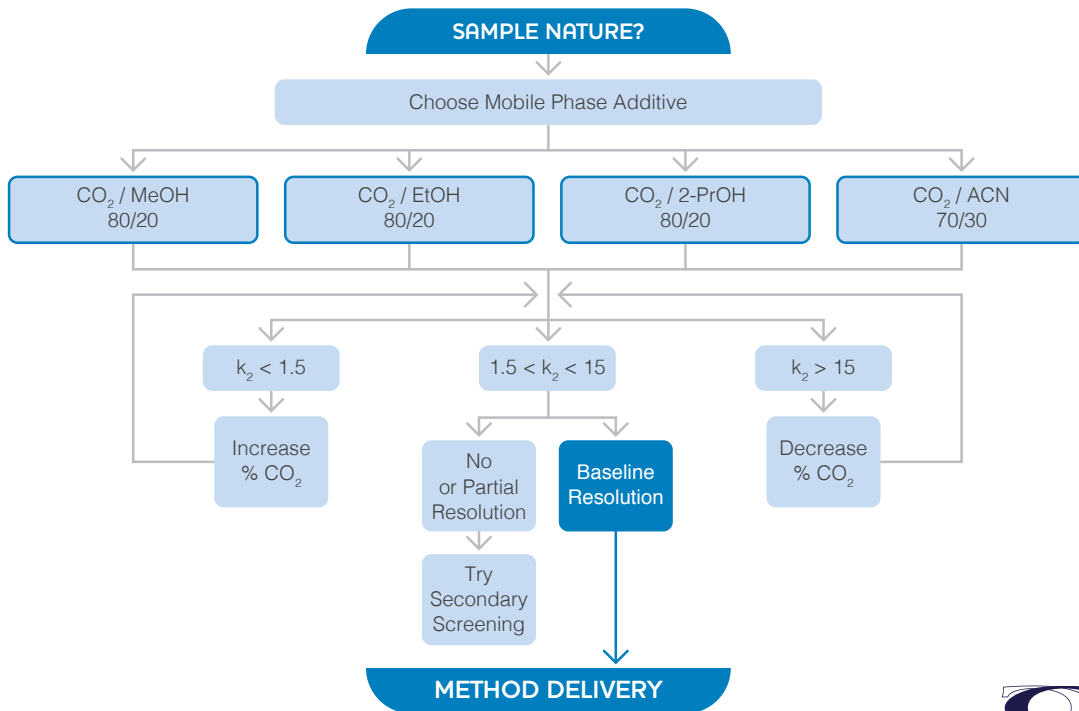 SAMPLE NATURE?
Choose Mobile Phase Additive
CO₂ / MeOH
80/20
CO₂ / EtOH
80/20
CO₂ / 2-PrOH
80/20
CO₂ / ACN
70/30
k₂ < 1.5
1.5 < k₂ < 15
k₂ > 15
Increase
% CO₂
No
or Partial
Resolution
Baseline
Resolution
Decrease
% CO₂
Try
Secondary
Screening
METHOD DELIVERY